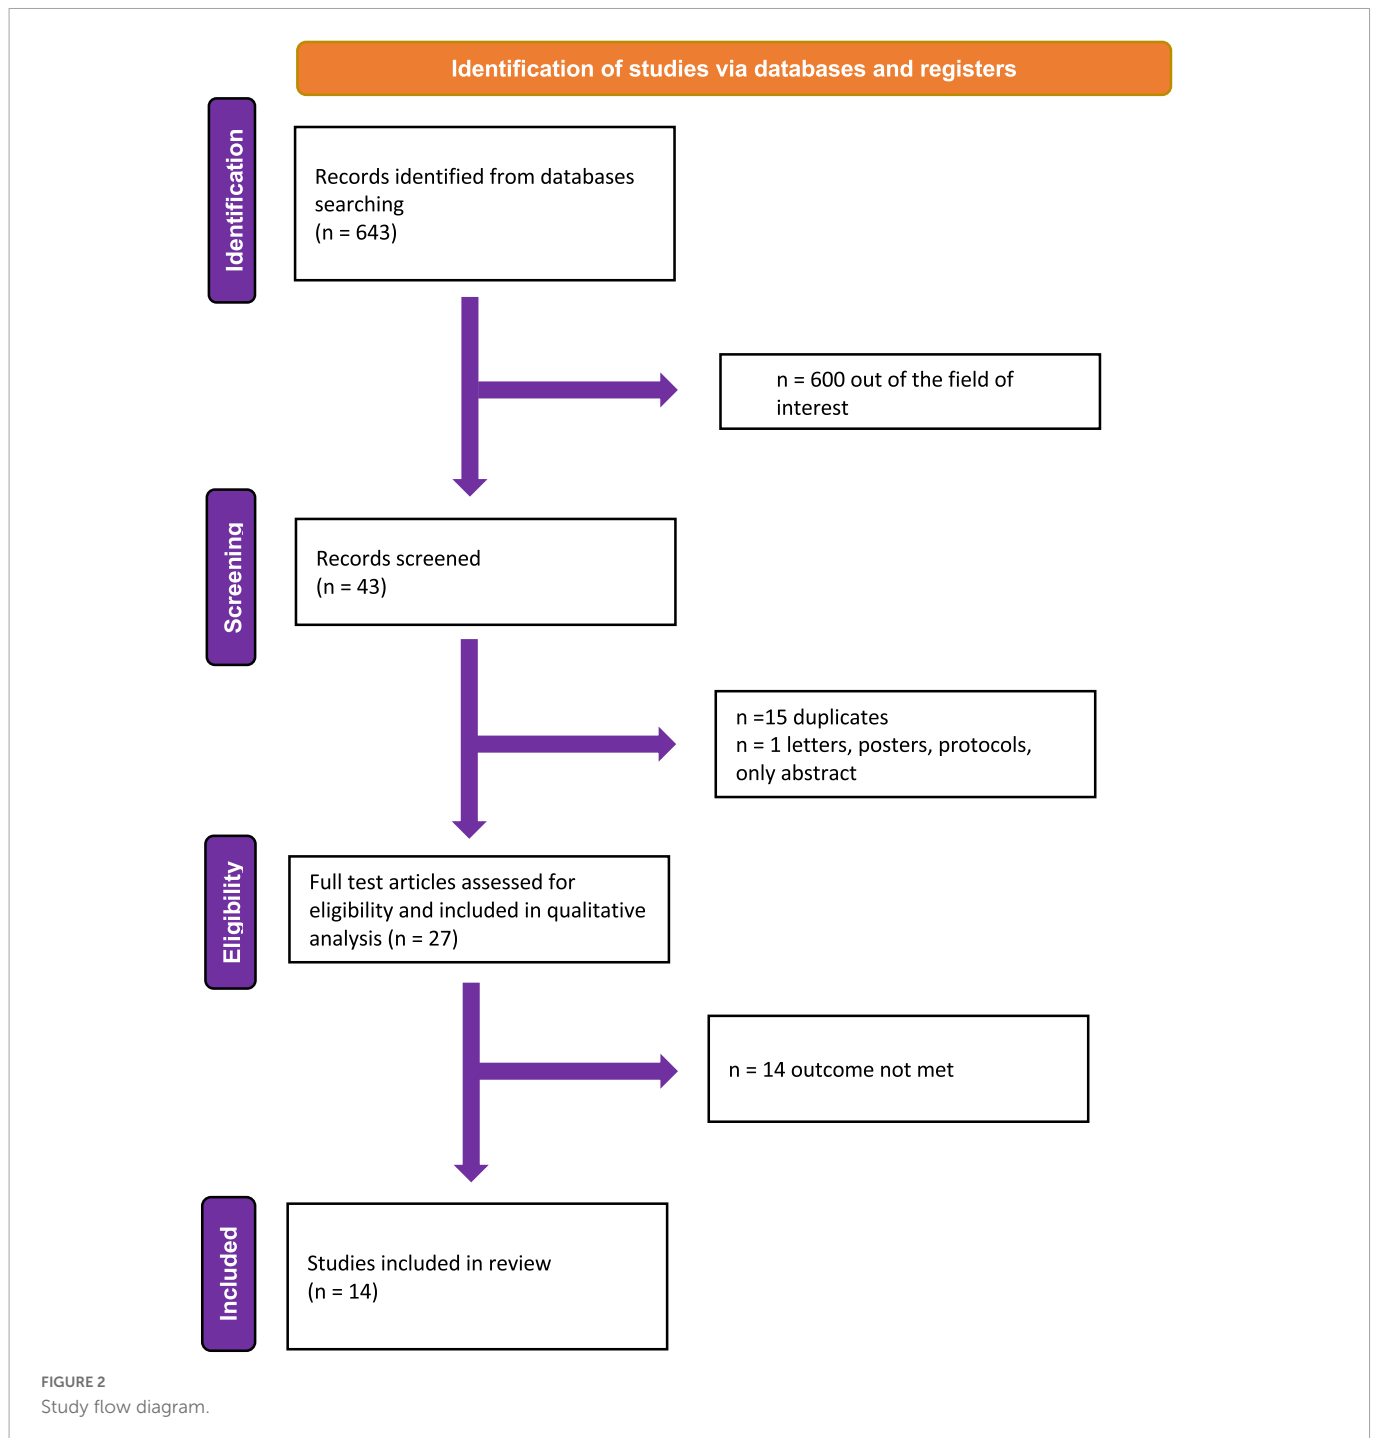 Identification of studies via databases and registers
Identification
Records identified from databases
searching
(n = 643)
n = 600 out of the field of
interest
Screening
Records screened
(n = 43)
n =15 duplicates
n = 1 letters, posters, protocols,
only abstract
Eligibility
Full test articles assessed for
eligibility and included in qualitative
analysis (n = 27)
n = 14 outcome not met
Included
Studies included in review
(n = 14)
FIGURE 2
Study flow diagram.